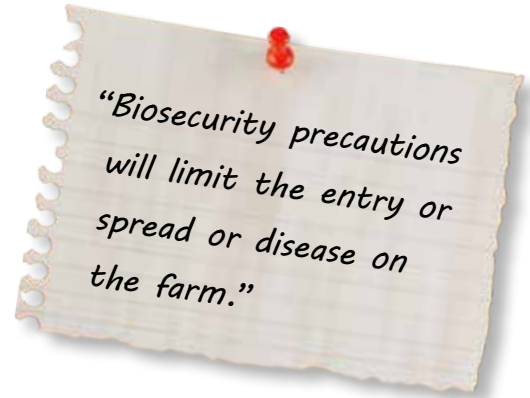 “Biosecurity precautions
will limit the entry or
spread or disease on
the farm.”